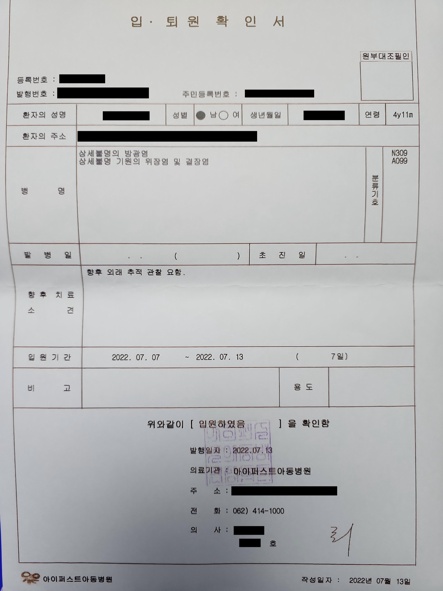 입 · 퇴 원 확 인 서
원부대조필인
등록번호 :
발행번호 :
주민등록번호 :
환자의 성명
성별
남
여
생년월일
연령
4y11m
환자의 주소
병 명
상세불명의 방광염
상세불명 기원의 위장염 및 결장염
분류기호
N309
A099
발 병 일
. . ( )
초 진 일
. .
향후 치료
소 견
향후 외래 추적 관찰 요함.
입 원 기 간
2022. 07. 07 - 2022. 07. 13 ( 7일)
비 고
용 도
위와같이 [ 입원하였음 ] 을 확인함
발행일자 : 2022.07.13
의료기관 : 아이퍼스트아동병원
주 소 :
전 화 : 062) 414-1000
의 사 :
호
아이퍼스트아동병원
작성일자 : 2022년 07월 13일